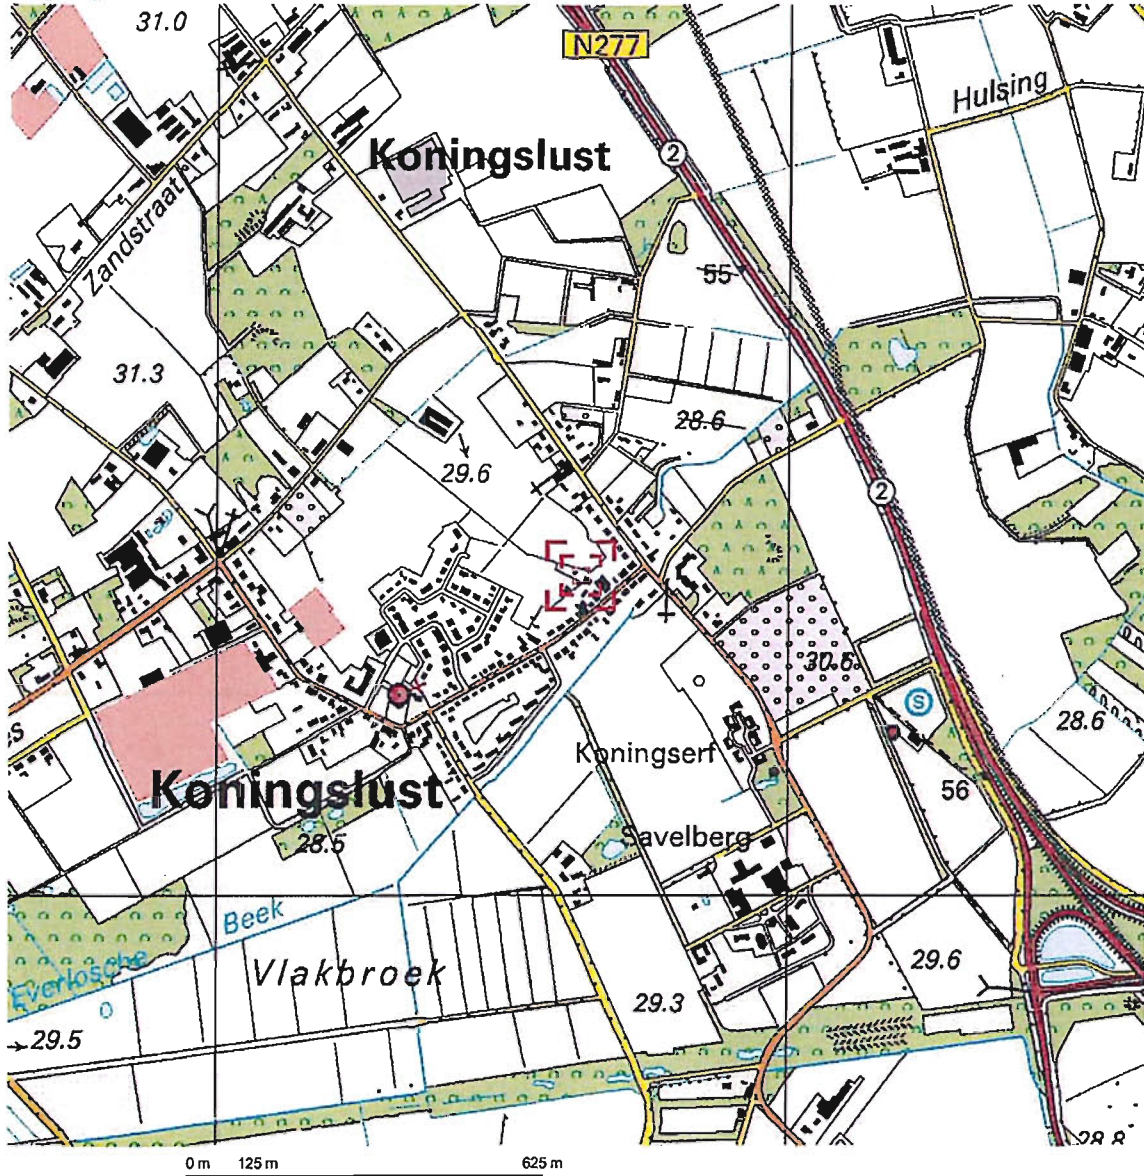 31.0
N277
Hulsing
Koningslust
2
Zandstraat
55
31.3
28.6
29.6
2
30.6
S
28.6
Koningserf
56
Koningslust
Savelberg
28.5
Beek
Everlosche
Vlakbroek
29.6
29.3
29.5
28.8
0 m 125 m 625 m